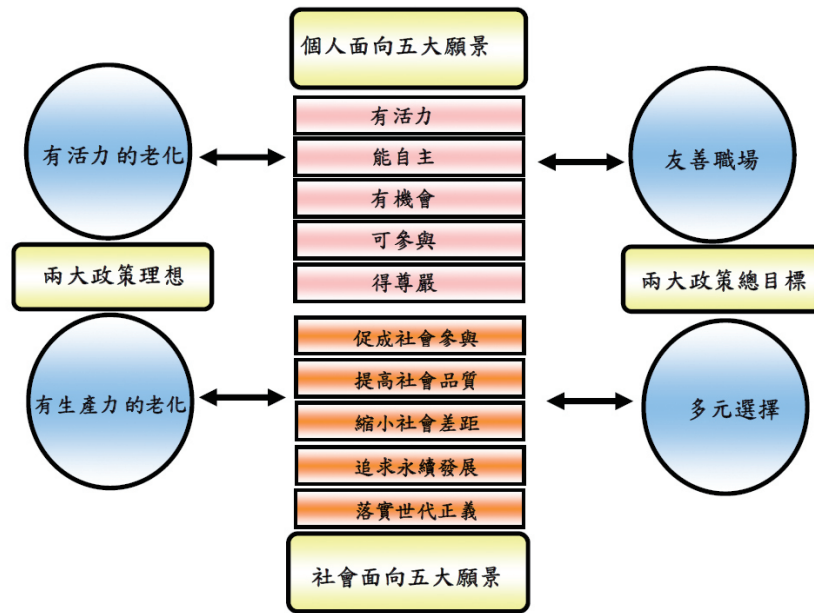 個人面向五大願景
有活力
能自主
有機會
可參與
得尊嚴
有活力的老化
兩大政策理想
有生產力的老化
友善職場
兩大政策總目標
多元選擇
促成社會參與
提高社會品質
縮小社會差距
追求永續發展
落實世代正義
社會面向五大願景